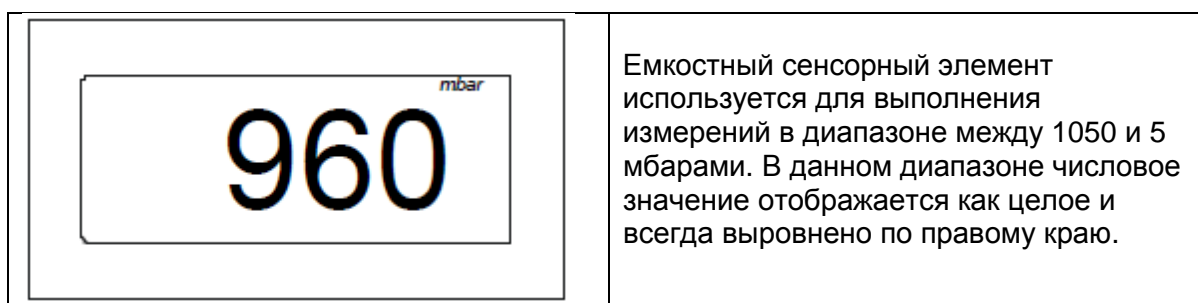 mbar
960
Емкостный сенсорный элемент
используется для выполнения
измерений в диапазоне между 1050 и 5
мбарами. В данном диапазоне числовое
значение отображается как целое и
всегда выровнено по правому краю.